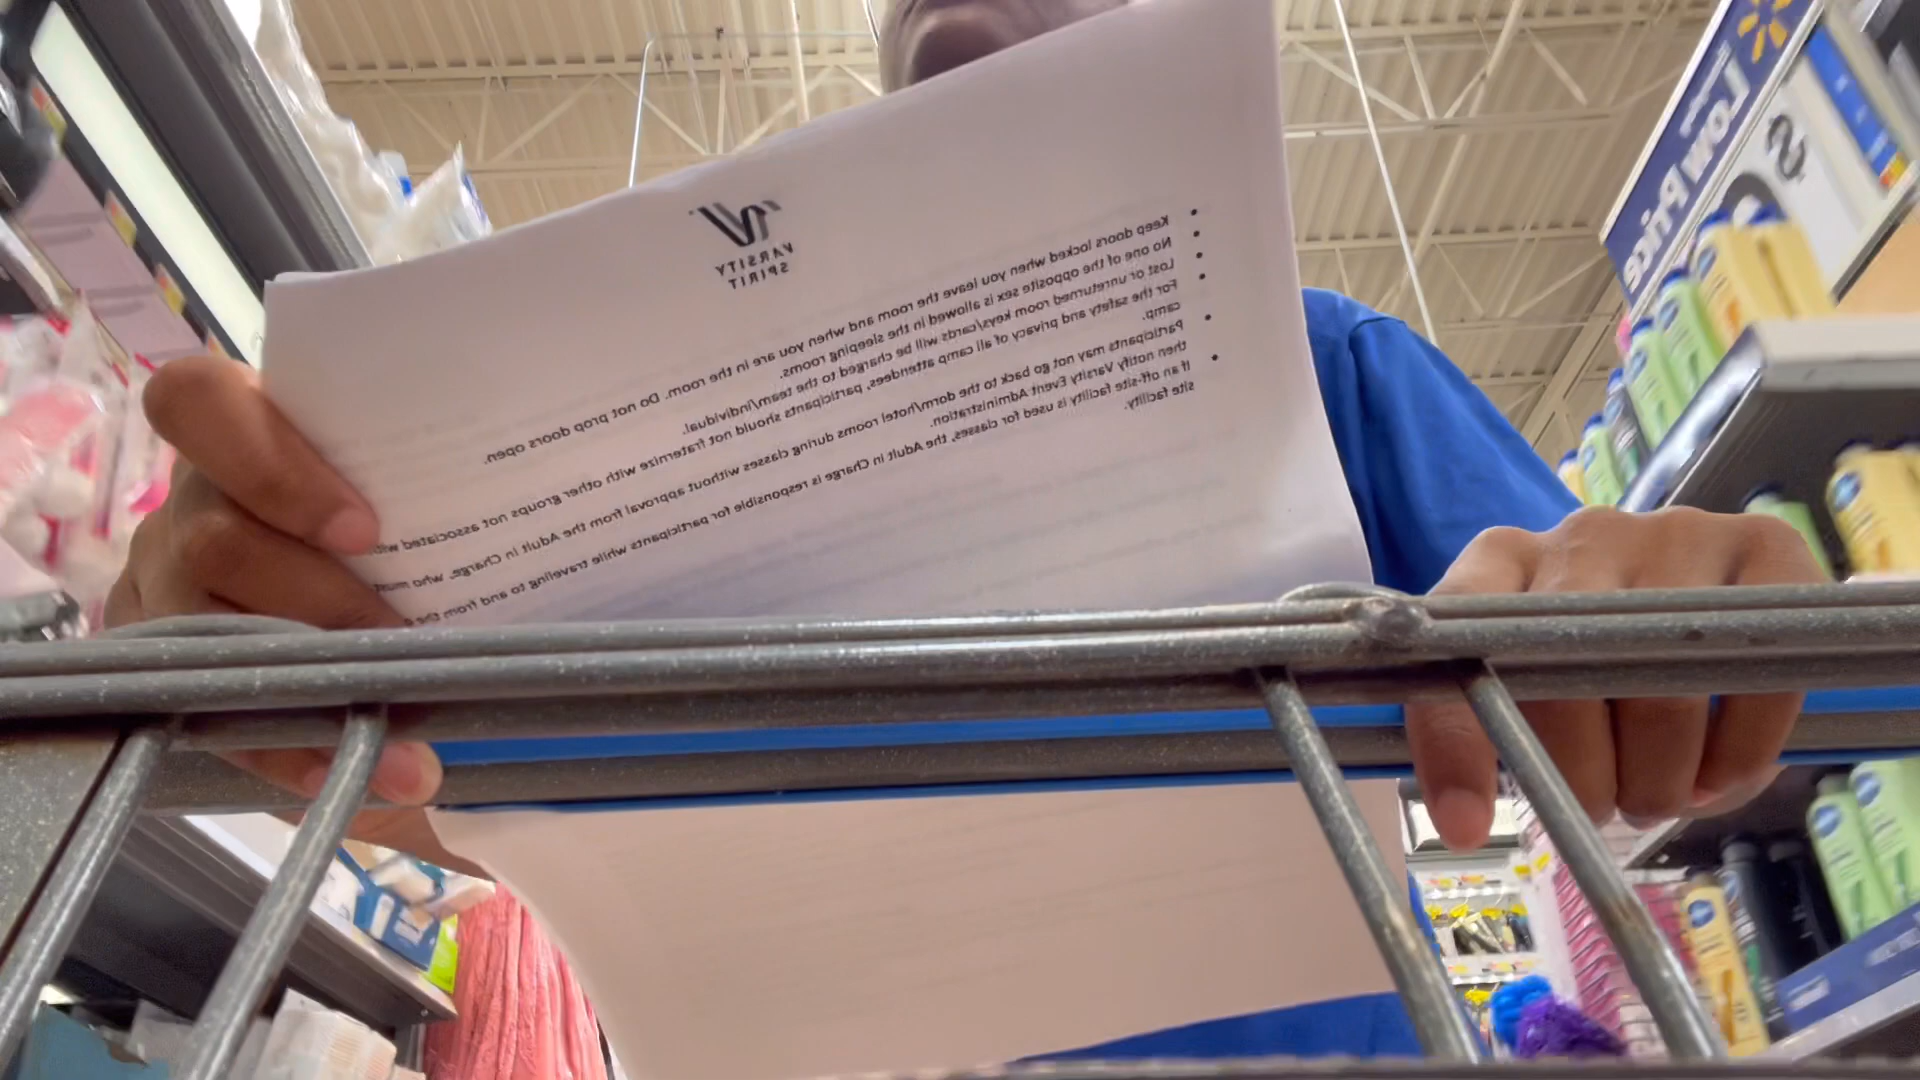 VARSITY
SPIRIT
Keep doors locked when you leave the room and when you are in the room. Do not prop doors open.
No one of the opposite sex is allowed in the sleeping rooms.
Lost or unreturned room keys/cards will be charged to the team/individual.
For the safety and privacy of all camp attendees, participants should not fraternize with other groups not associated with
camp.
Participants may not go back to the dorm/hotel rooms during classes without approval from the Adult in Charge, who must
then notify Varsity Event Administration.
If an off-site facility is used for classes, the Adult in Charge is responsible for participants while traveling to and from the
site facility.
Low Price